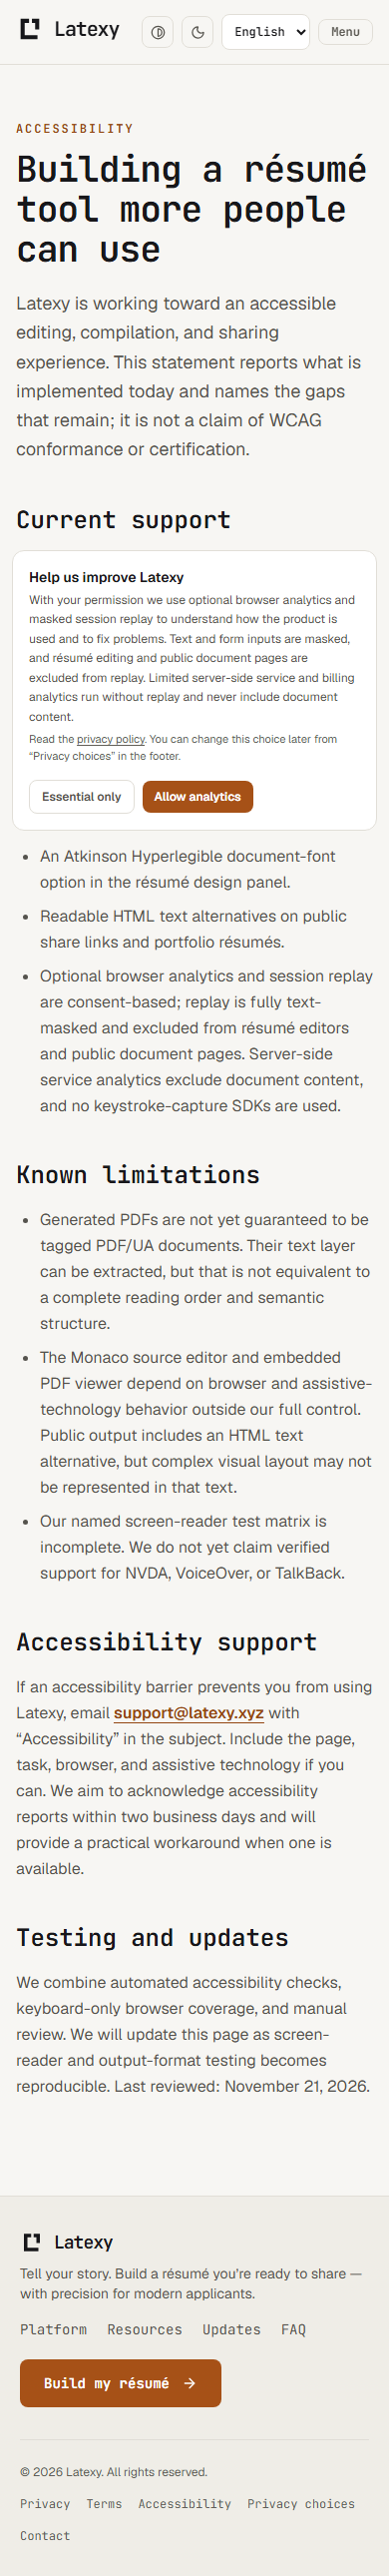 Latexy
English
Menu
ACCESSIBILITY
Building a résumé
tool more people
can use
Latexy is working toward an accessible
editing, compilation, and sharing
experience. This statement reports what is
implemented today and names the gaps
that remain; it is not a claim of WCAG
conformance or certification.
Current support
Help us improve Latexy
With your permission we use optional browser analytics and
masked session replay to understand how the product is
used and to fix problems. Text and form inputs are masked,
and résumé editing and public document pages are
excluded from replay. Limited server-side service and billing
analytics run without replay and never include document
content.
Read the privacy policy. You can change this choice later from
“Privacy choices” in the footer.
Essential only
Allow analytics
• An Atkinson Hyperlegible document-font
option in the résumé design panel.
• Readable HTML text alternatives on public
share links and portfolio résumés.
• Optional browser analytics and session replay
are consent-based; replay is fully text-
masked and excluded from résumé editors
and public document pages. Server-side
service analytics exclude document content,
and no keystroke-capture SDKs are used.
Known limitations
• Generated PDFs are not yet guaranteed to be
tagged PDF/UA documents. Their text layer
can be extracted, but that is not equivalent to
a complete reading order and semantic
structure.
• The Monaco source editor and embedded
PDF viewer depend on browser and assistive-
technology behavior outside our full control.
Public output includes an HTML text
alternative, but complex visual layout may not
be represented in that text.
• Our named screen-reader test matrix is
incomplete. We do not yet claim verified
support for NVDA, VoiceOver, or TalkBack.
Accessibility support
If an accessibility barrier prevents you from using
Latexy, email support@latexy.xyz with
“Accessibility” in the subject. Include the page,
task, browser, and assistive technology if you
can. We aim to acknowledge accessibility
reports within two business days and will
provide a practical workaround when one is
available.
Testing and updates
We combine automated accessibility checks,
keyboard-only browser coverage, and manual
review. We will update this page as screen-
reader and output-format testing becomes
reproducible. Last reviewed: November 21, 2026.
Latexy
Tell your story. Build a résumé you’re ready to share —
with precision for modern applicants.
Platform Resources Updates FAQ
Build my résumé →
© 2026 Latexy. All rights reserved.
Privacy Terms Accessibility Privacy choices
Contact